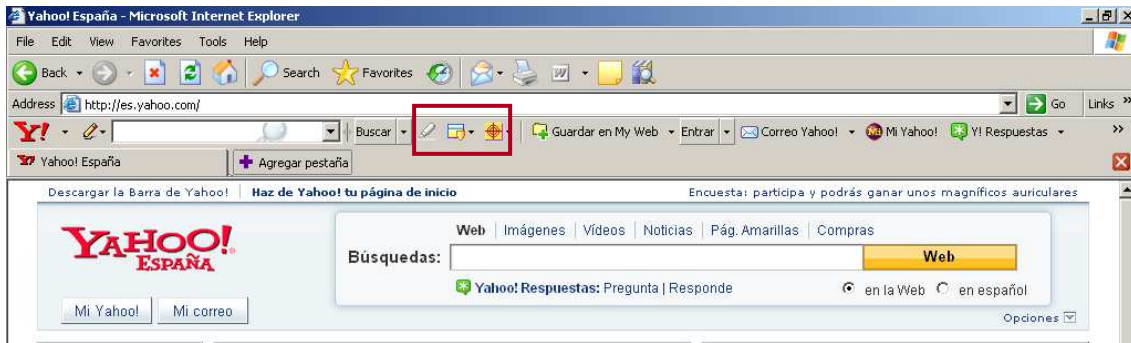 Yahoo! España - Microsoft Internet Explorer
File Edit View Favorites Tools Help
Back Search Favorites W
Address http://es.yahoo.com/ Go Links »
Y! Buscar Guardar en My Web Entrar Correo Yahoo! Mi Yahoo! Y! Respuestas »
Y! Yahoo! España Agregar pestaña
Descargar la Barra de Yahoo! | Haz de Yahoo! tu página de inicio Encuesta: participa y podrás ganar unos magníficos auriculares
YAHOO!
ESPAÑA
Web | Imágenes | Vídeos | Noticias | Pág. Amarillas | Compras
Búsquedas: Web
Yahoo! Respuestas: Pregunta | Responde en la Web en español
Mi Yahoo! Mi correo
Opciones